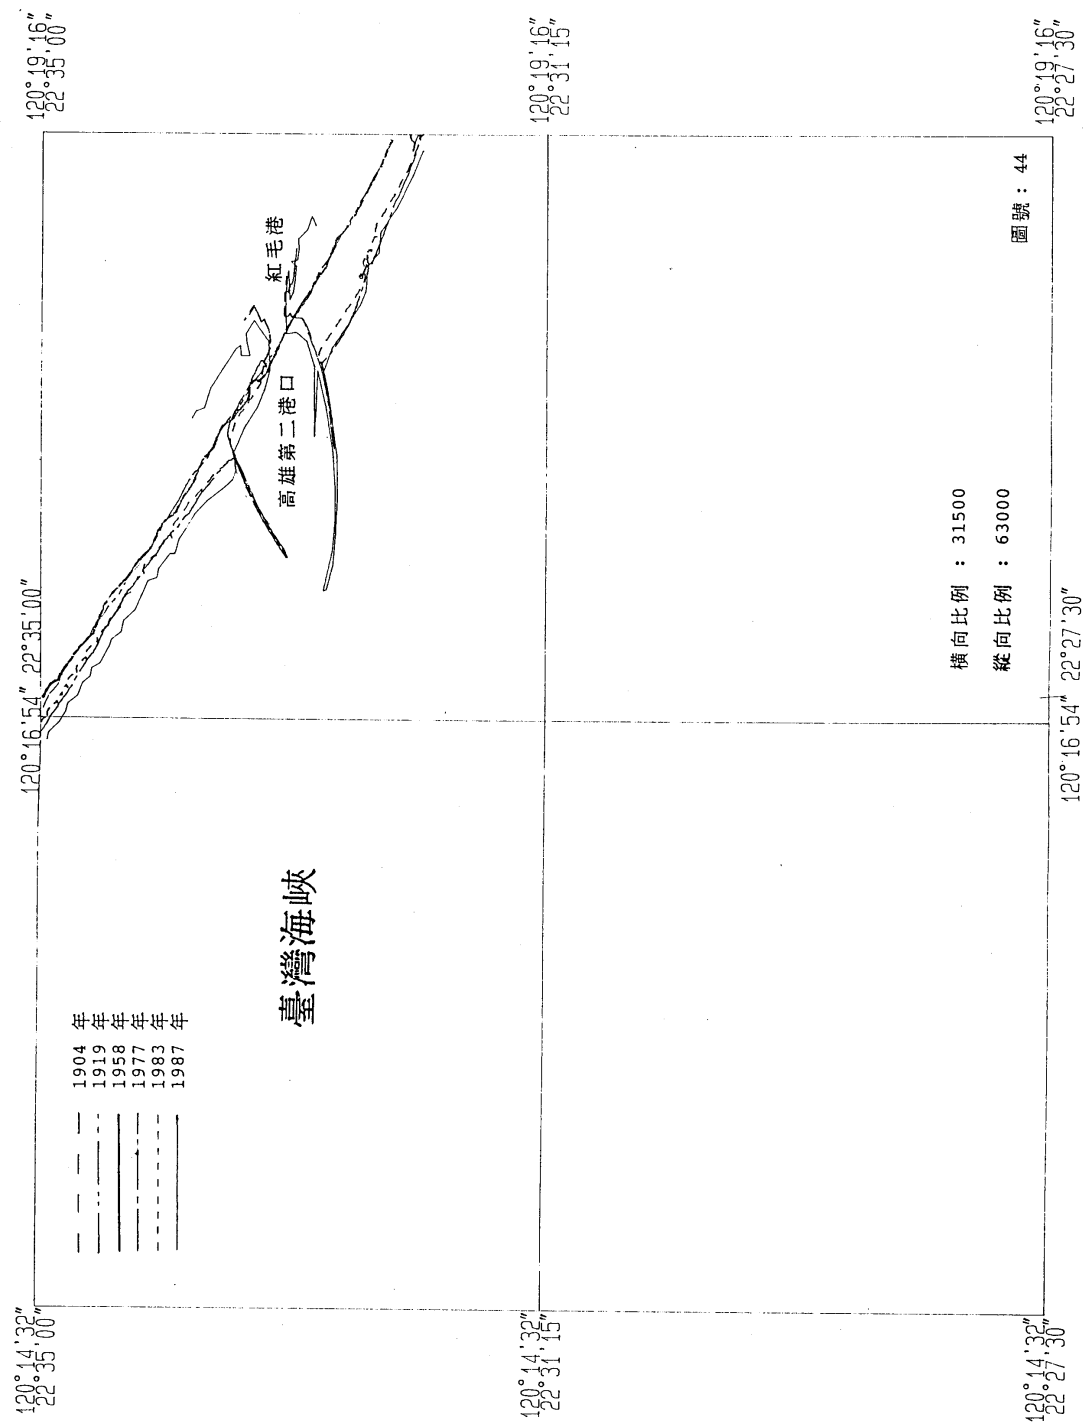 120°14'32"
22°35'00"
120°16'54" 22°35'00"
120°19'16"
22°35'00"
1904 年
1919 年
1958 年
1977 年
1983 年
1987 年
臺灣海峽
紅毛港
高雄第二港口
120°14'32"
22°31'15"
120°19'16"
22°31'15"
橫向比例 : 31500
縱向比例 : 63000
圖號 : 44
120°14'32"
22°27'30"
120°16'54" 22°27'30"
120°19'16"
22°27'30"